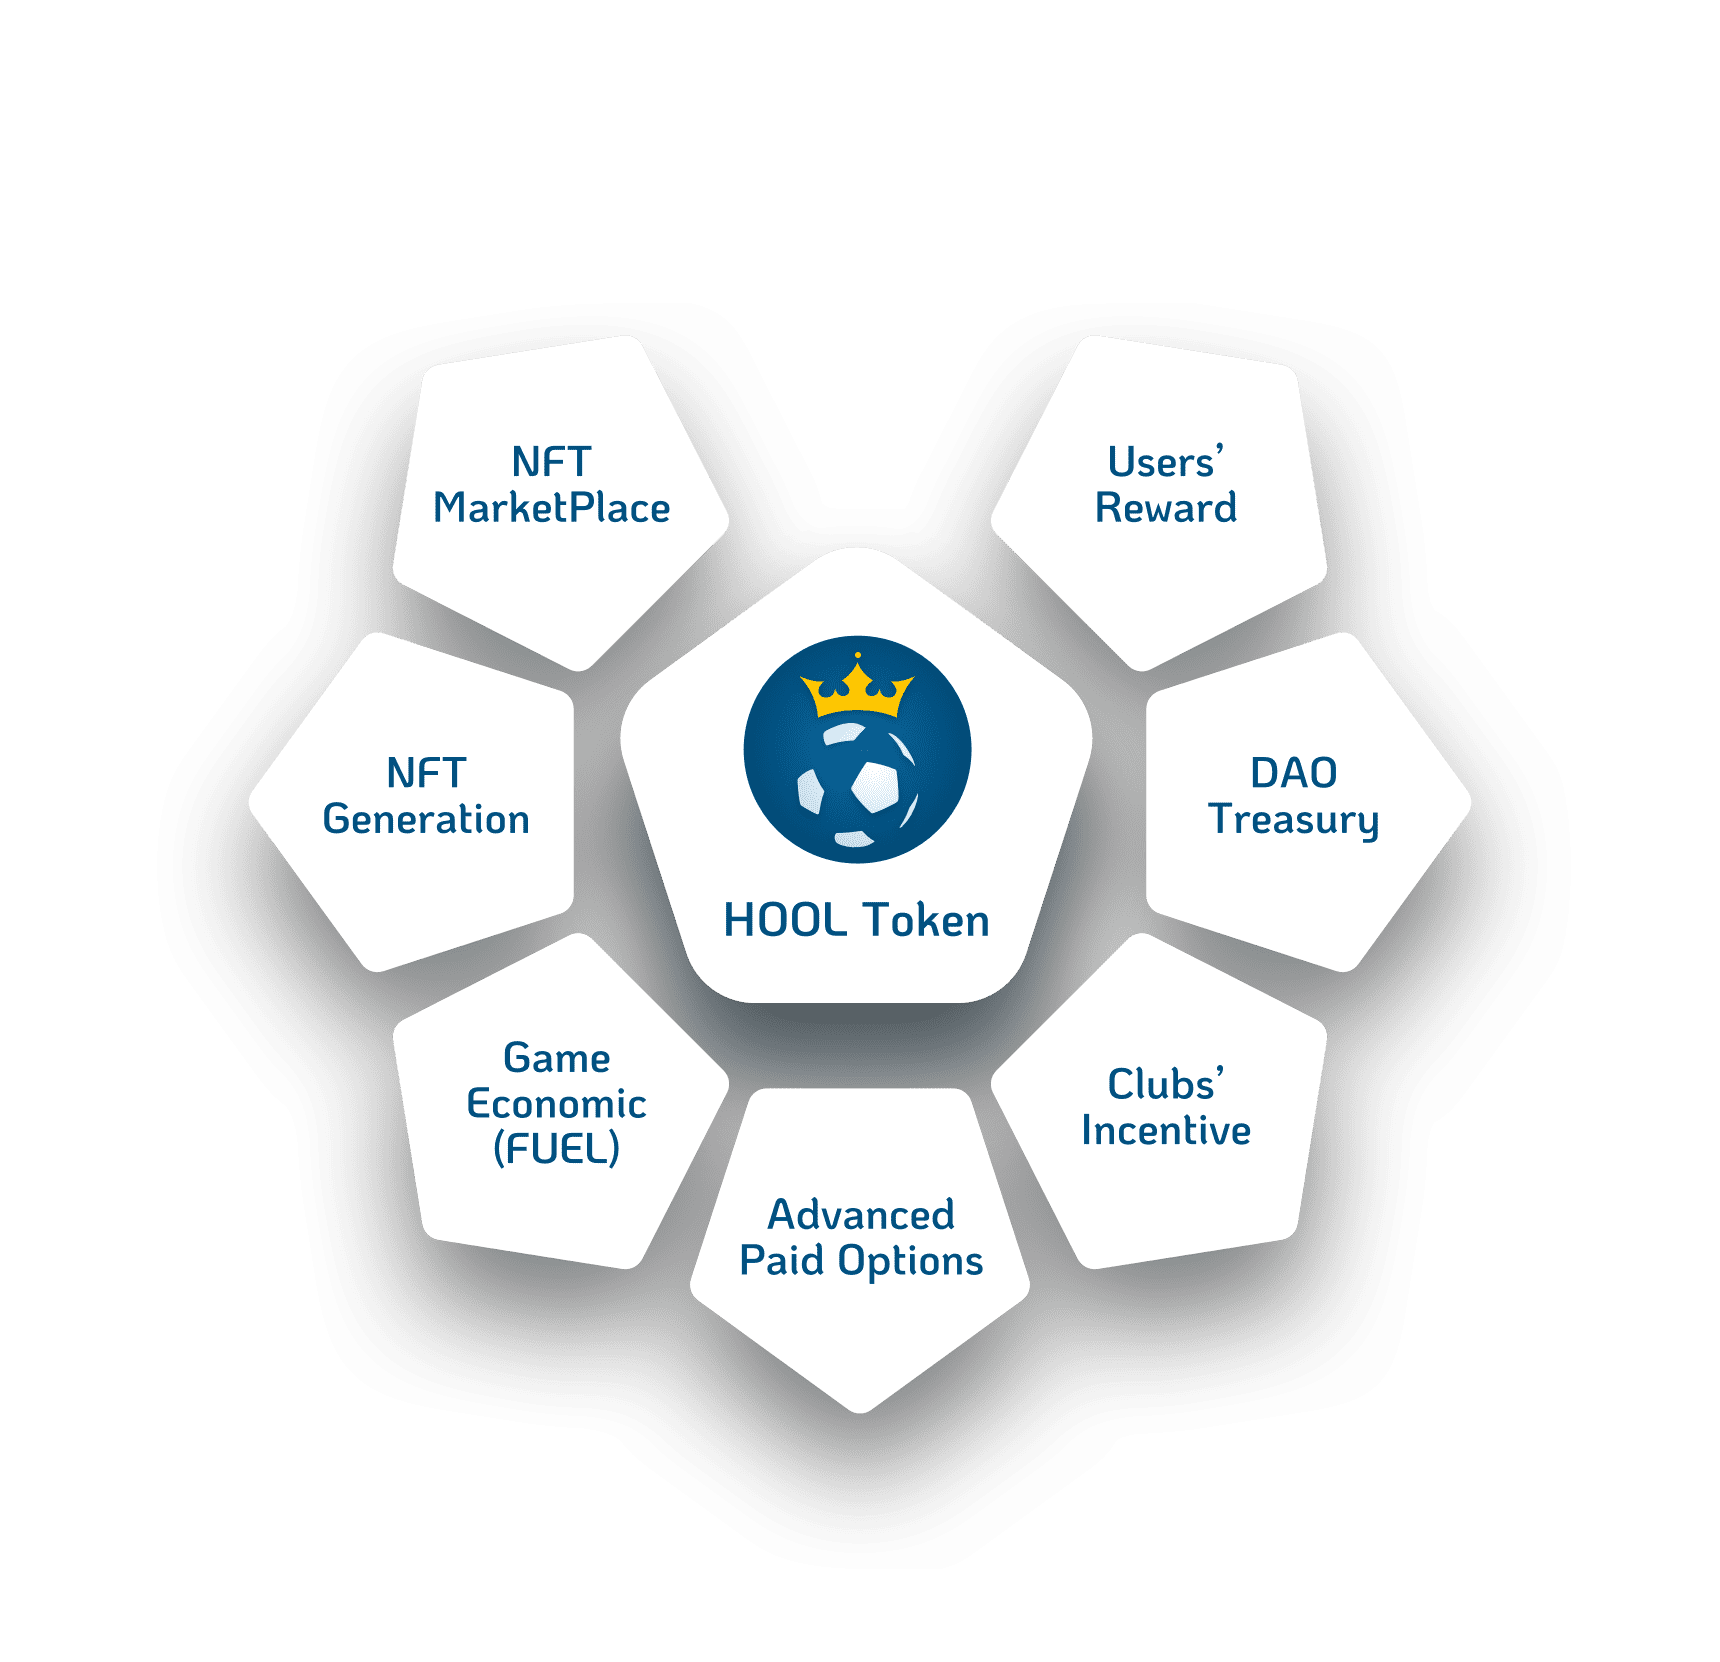 NFT
MarketPlace
Users’
Reward
NFT
Generation
HOOL Token
DAO
Treasury
Game
Economic
(FUEL)
Advanced
Paid Options
Clubs’
Incentive